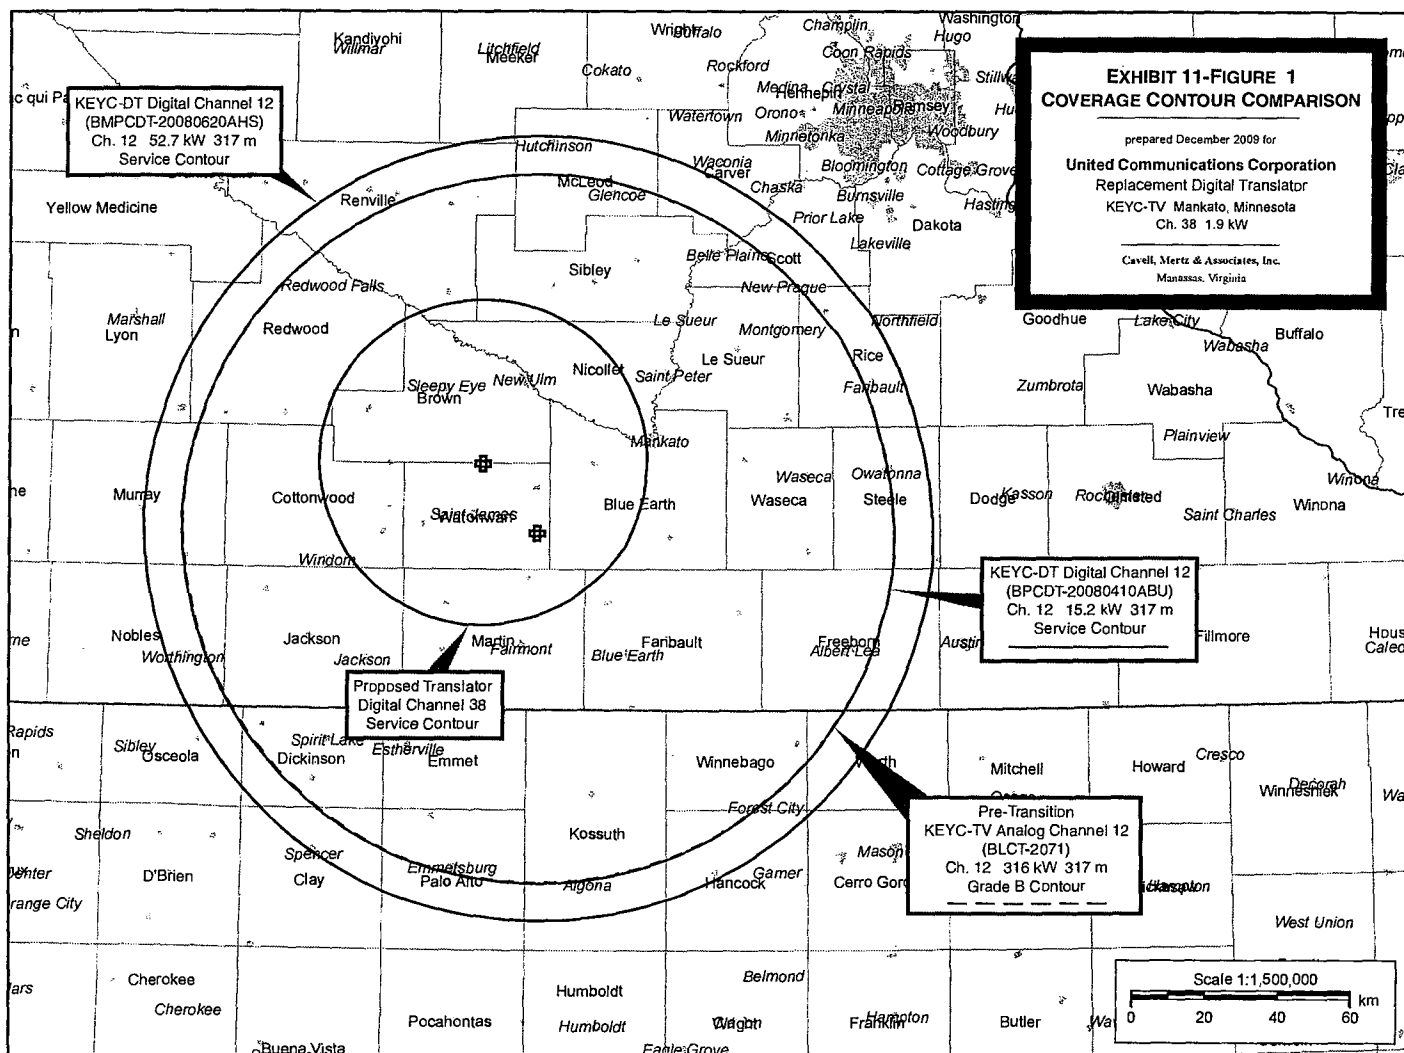 EXHIBIT 11-FIGURE 1
COVERAGE CONTOUR COMPARISON
prepared December 2009 for
United Communications Corporation
Replacement Digital Translator
KEYC-TV Mankato, Minnesota
Ch. 38 1.9 kW
Cavell, Mertz & Associates, Inc.
Manassas, Virginia
KEYC-DT Digital Channel 12
(BMPCDT-20080620AHS)
Ch. 12 52.7 kW 317 m
Service Contour
KEYC-DT Digital Channel 12
(BPCDT-20080410ABU)
Ch. 12 15.2 kW 317 m
Service Contour
Proposed Translator
Digital Channel 38
Service Contour
Pre-Transition
KEYC-TV Analog Channel 12
(BLCT-2071)
Ch. 12 316 kW 317 m
Grade B Contour
Scale 1:1,500,000
0 20 40 60 km
Kandiyohi
Willmar
Litchfield
Meeker
Cokato
Buffalo
Rockford
Champlin
Coon Rapids
Washington
Hugo
Medina
Crystal
Hennepin
Orono
Minneapolis
Ramsey
Watertown
Minnetonka
Woodbury
Hutchinson
Waconia
Carver
Bloomington
Cottage Grove
McLeod
Glencoe
Chaska
Burnsville
Renville
Yellow Medicine
Prior Lake
Dakota
Lakeville
Belle Plaine
Scott
Sibley
New Prague
Redwood Falls
Marshall
Lyon
Redwood
Le Sueur
Montgomery
Northfield
Goodhue
Lake City
Buffalo
Wabasha
Le Sueur
Rice
Nicollet
Saint Peter
New Ulm
Sleepy Eye
Brown
Faribault
Zumbrota
Wabasha
Mankato
Plainview
Murray
Cottonwood
Saint James
Watonwan
Blue Earth
Waseca
Waseca
Owatonna
Steele
Dodge
Kasson
Saint Charles
Winona
Winona
Windom
Nobles
Worthington
Jackson
Jackson
Martin
Fairmont
Faribault
Blue Earth
Freeborn
Albert Lea
Fillmore
Sibley
Osceola
Spirit Lake
Dickinson
Estherville
Emmet
Winnebago
Forest City
Mitchell
Howard
Cresco
Decorah
Sheldon
Kossuth
D'Brien
Spencer
Clay
Emmetsburg
Palo Alto
Algona
Hancock
Garner
West Union
Cherokee
Cherokee
Humboldt
Humboldt
Belmond
Pocahontas
Franklin
Hampton
Butler
Buena Vista
Eagle Grove